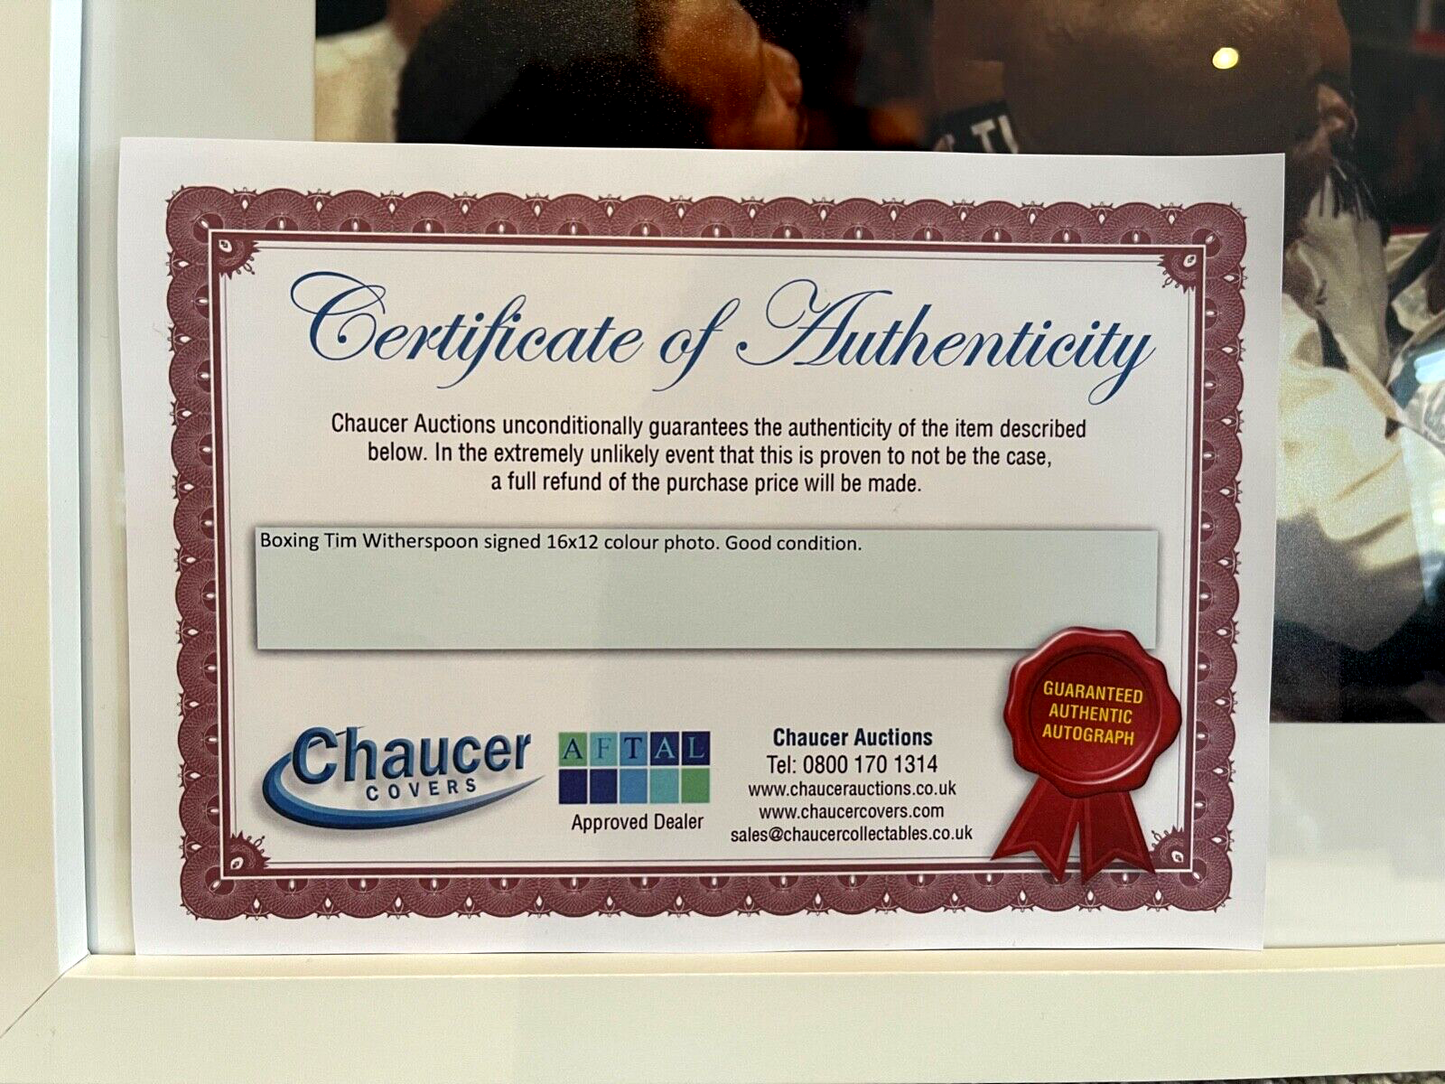 Certificate of Authenticity
Chaucer Auctions unconditionally guarantees the authenticity of the item described
below. In the extremely unlikely event that this is proven to not be the case,
a full refund of the purchase price will be made.
Boxing Tim Witherspoon signed 16x12 colour photo. Good condition.
GUARANTEED
AUTHENTIC
AUTOGRAPH
Chaucer
COVERS
AFTAL
Approved Dealer
Chaucer Auctions
Tel: 0800 170 1314
www.chaucerauctions.co.uk
www.chaucercovers.com
sales@chaucercollectables.co.uk